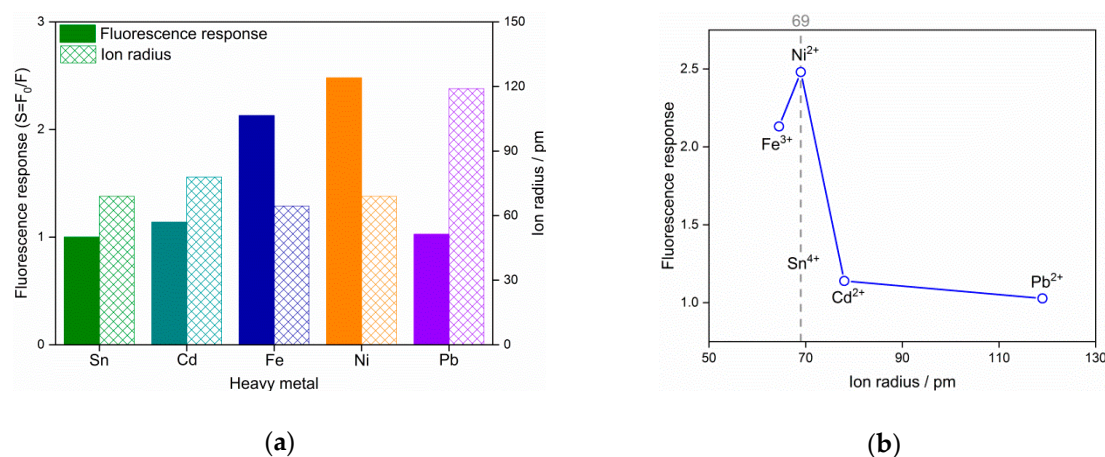 Fluorescence response
Ion radius
Fluorescence response (S=F₀/F)
3
2
1
0
150
120
90
60
30
0
Ion radius / pm
Sn Cd Fe Ni Pb
Heavy metal
(a)
69
Ni²⁺
Fe³⁺
Sn⁴⁺
Cd²⁺
Pb²⁺
Fluorescence response
2.5
2.0
1.5
1.0
50 70 90 110 130
Ion radius / pm
(b)